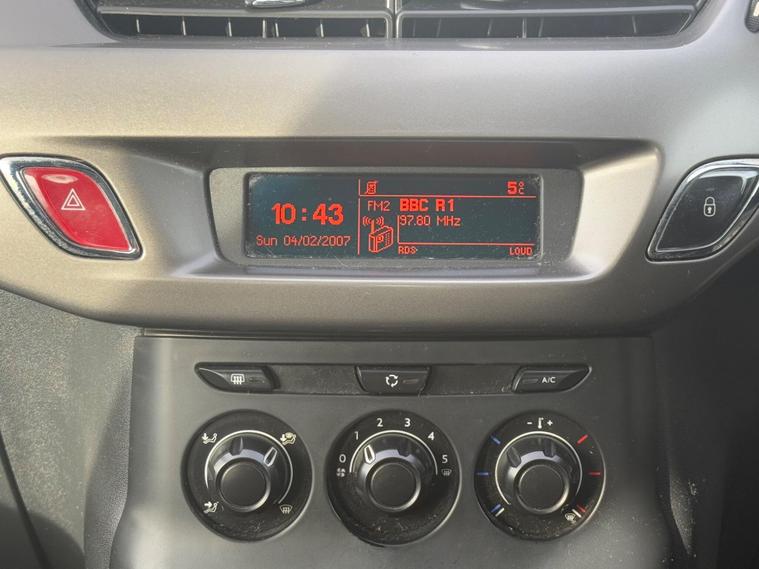 5°C
10:43
FM2 BBC R1
97.80 MHz
Sun 04/02/2007
RDS LOUD
A/C
0 1 2 3 4 5
- +